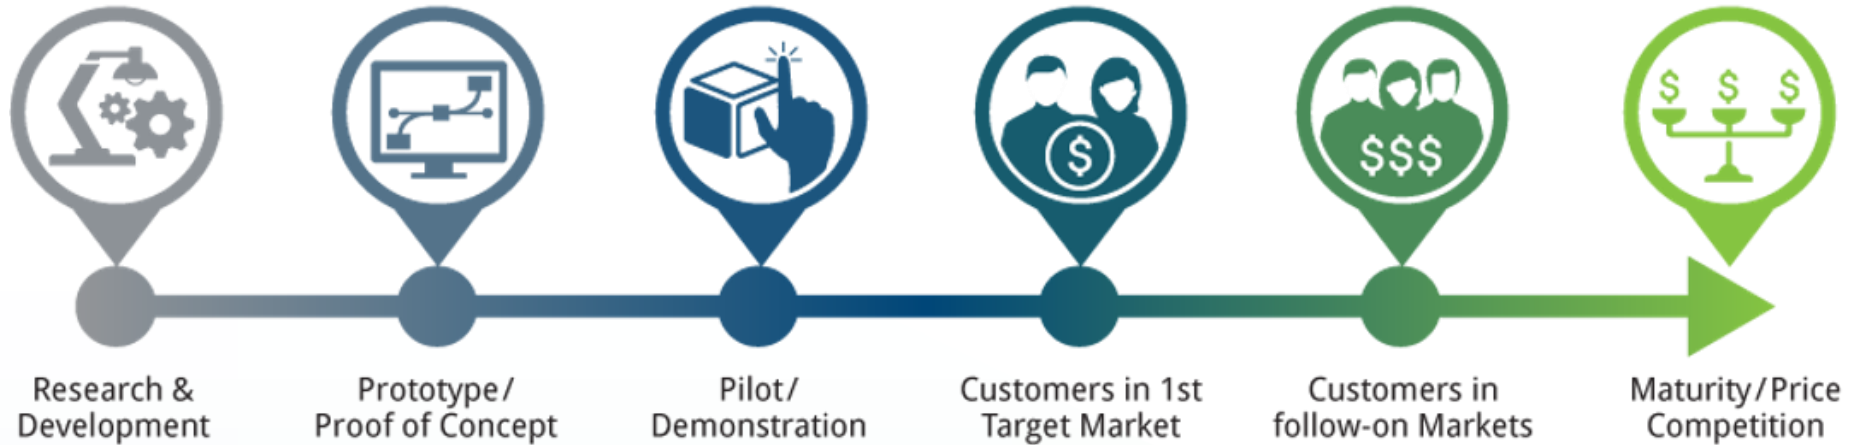 $
$$$
$ $ $
Research &
Development
Prototype/
Proof of Concept
Pilot/
Demonstration
Customers in 1st
Target Market
Customers in
follow-on Markets
Maturity/Price
Competition